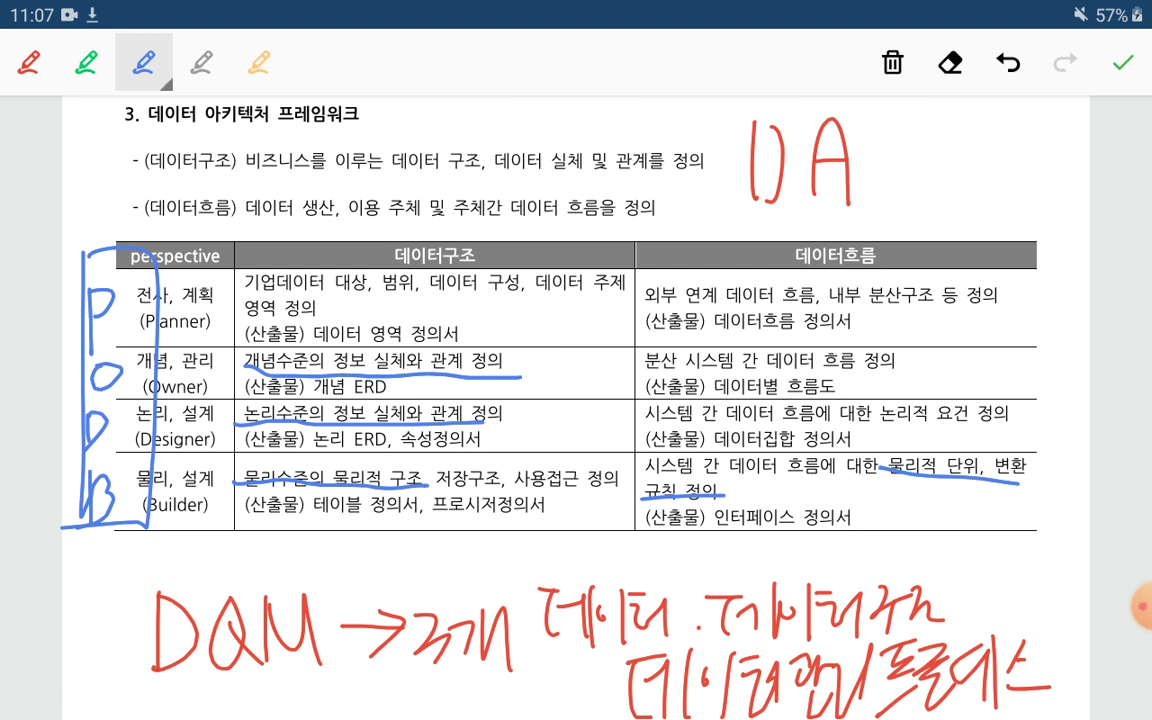 11:07 57%
3. 데이터 아키텍처 프레임워크
DA
- (데이터구조) 비즈니스를 이루는 데이터 구조, 데이터 실체 및 관계를 정의
- (데이터흐름) 데이터 생산, 이용 주체 및 주체간 데이터 흐름을 정의
perspective 데이터구조 데이터흐름
전사, 계획
(Planner)
기업데이터 대상, 범위, 데이터 구성, 데이터 주제
영역 정의
(산출물) 데이터 영역 정의서
외부 연계 데이터 흐름, 내부 분산구조 등 정의
(산출물) 데이터흐름 정의서
개념, 관리
(Owner)
개념수준의 정보 실체와 관계 정의
(산출물) 개념 ERD
분산 시스템 간 데이터 흐름 정의
(산출물) 데이터별 흐름도
논리, 설계
(Designer)
논리수준의 정보 실체와 관계 정의
(산출물) 논리 ERD, 속성정의서
시스템 간 데이터 흐름에 대한 논리적 요건 정의
(산출물) 데이터집합 정의서
물리, 설계
(Builder)
물리수준의 물리적 구조, 저장구조, 사용접근 정의
(산출물) 테이블 정의서, 프로시저정의서
시스템 간 데이터 흐름에 대한 물리적 단위, 변환
규칙 정의
(산출물) 인터페이스 정의서
P
O
D
B
DQM → 3개 데이터 . 데이터구조
데이터관리 프로세스